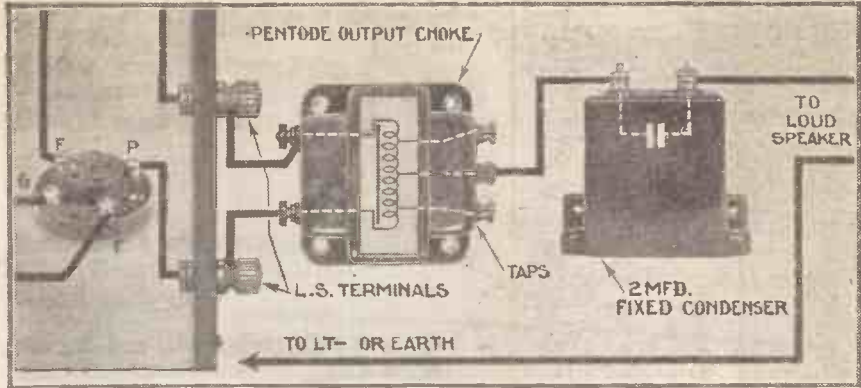 PENTODE OUTPUT CHOKE
F
P
G
F
TO
LOUD
SPEAKER
TAPS
L.S. TERMINALS
2 MFD.
FIXED CONDENSER
TO LT- OR EARTH